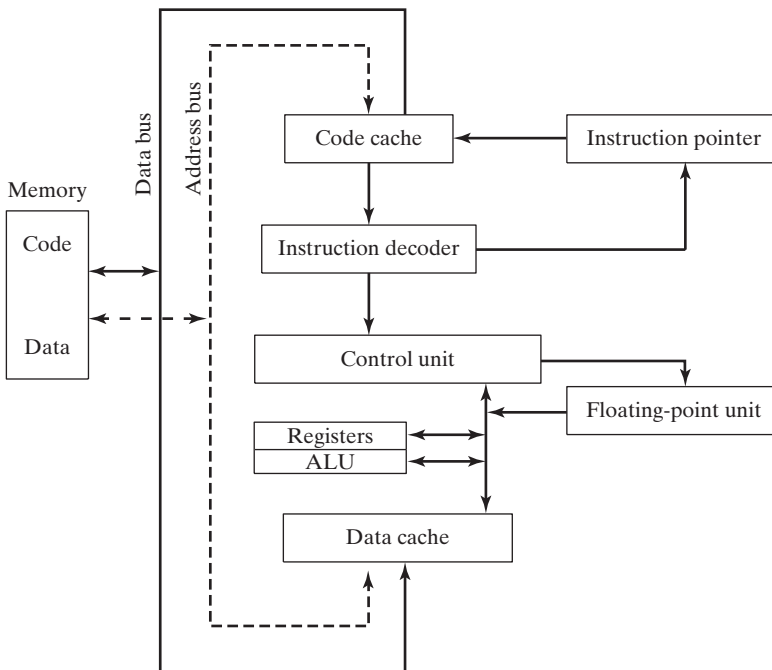 Data bus
Address bus
Code cache
Instruction pointer
Memory
Code
Instruction decoder
Data
Control unit
Floating-point unit
Registers
ALU
Data cache